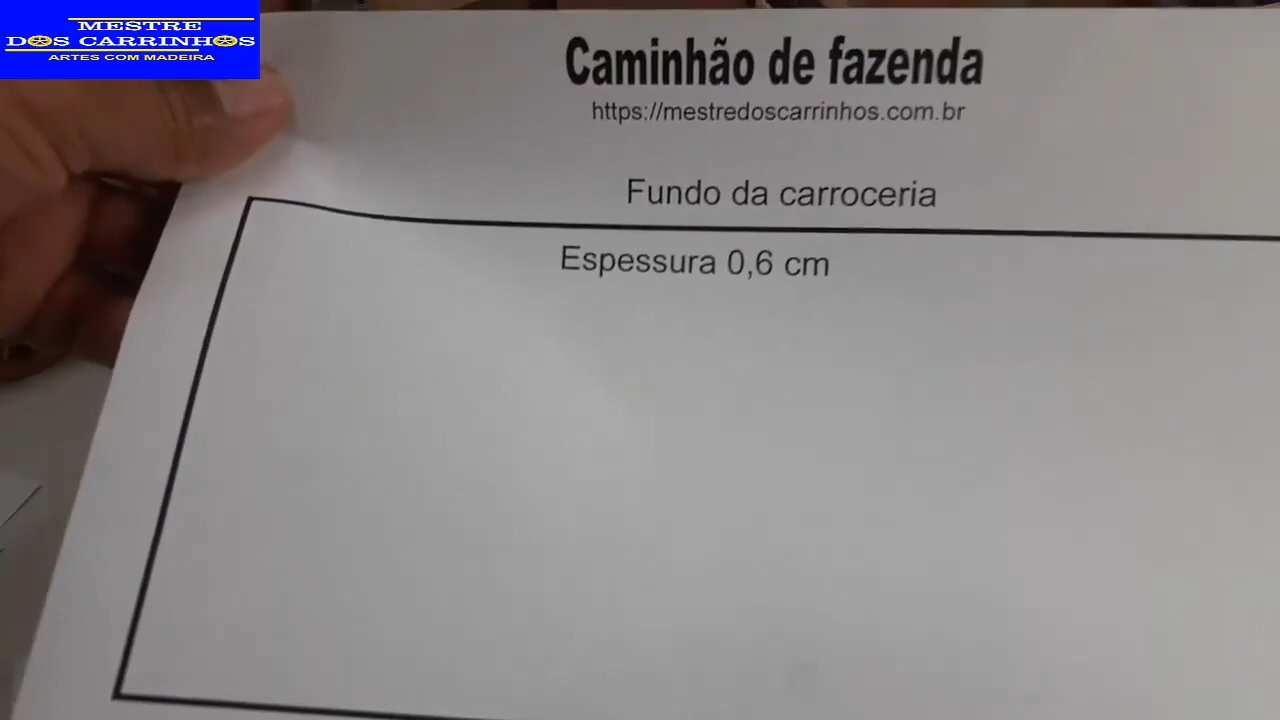 MESTRE
DOS CARRINHOS
ARTES COM MADEIRA
Caminhão de fazenda
https://mestredoscarrinhos.com.br
Fundo da carroceria
Espessura 0,6 cm